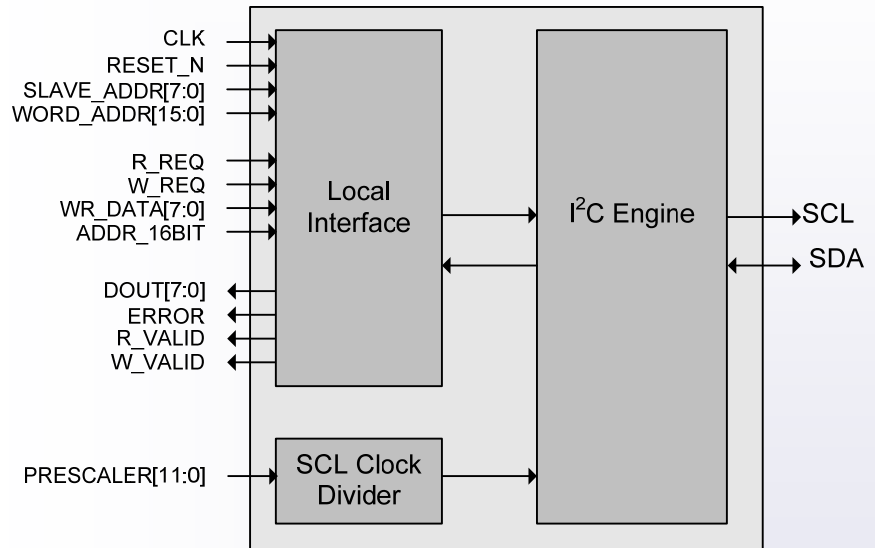 CLK
RESET_N
SLAVE_ADDR[7:0]
WORD_ADDR[15:0]
R_REQ
W_REQ
WR_DATA[7:0]
ADDR_16BIT
DOUT[7:0]
ERROR
R_VALID
W_VALID
PRESCALER[11:0]
Local
Interface
SCL Clock
Divider
I²C Engine
SCL
SDA